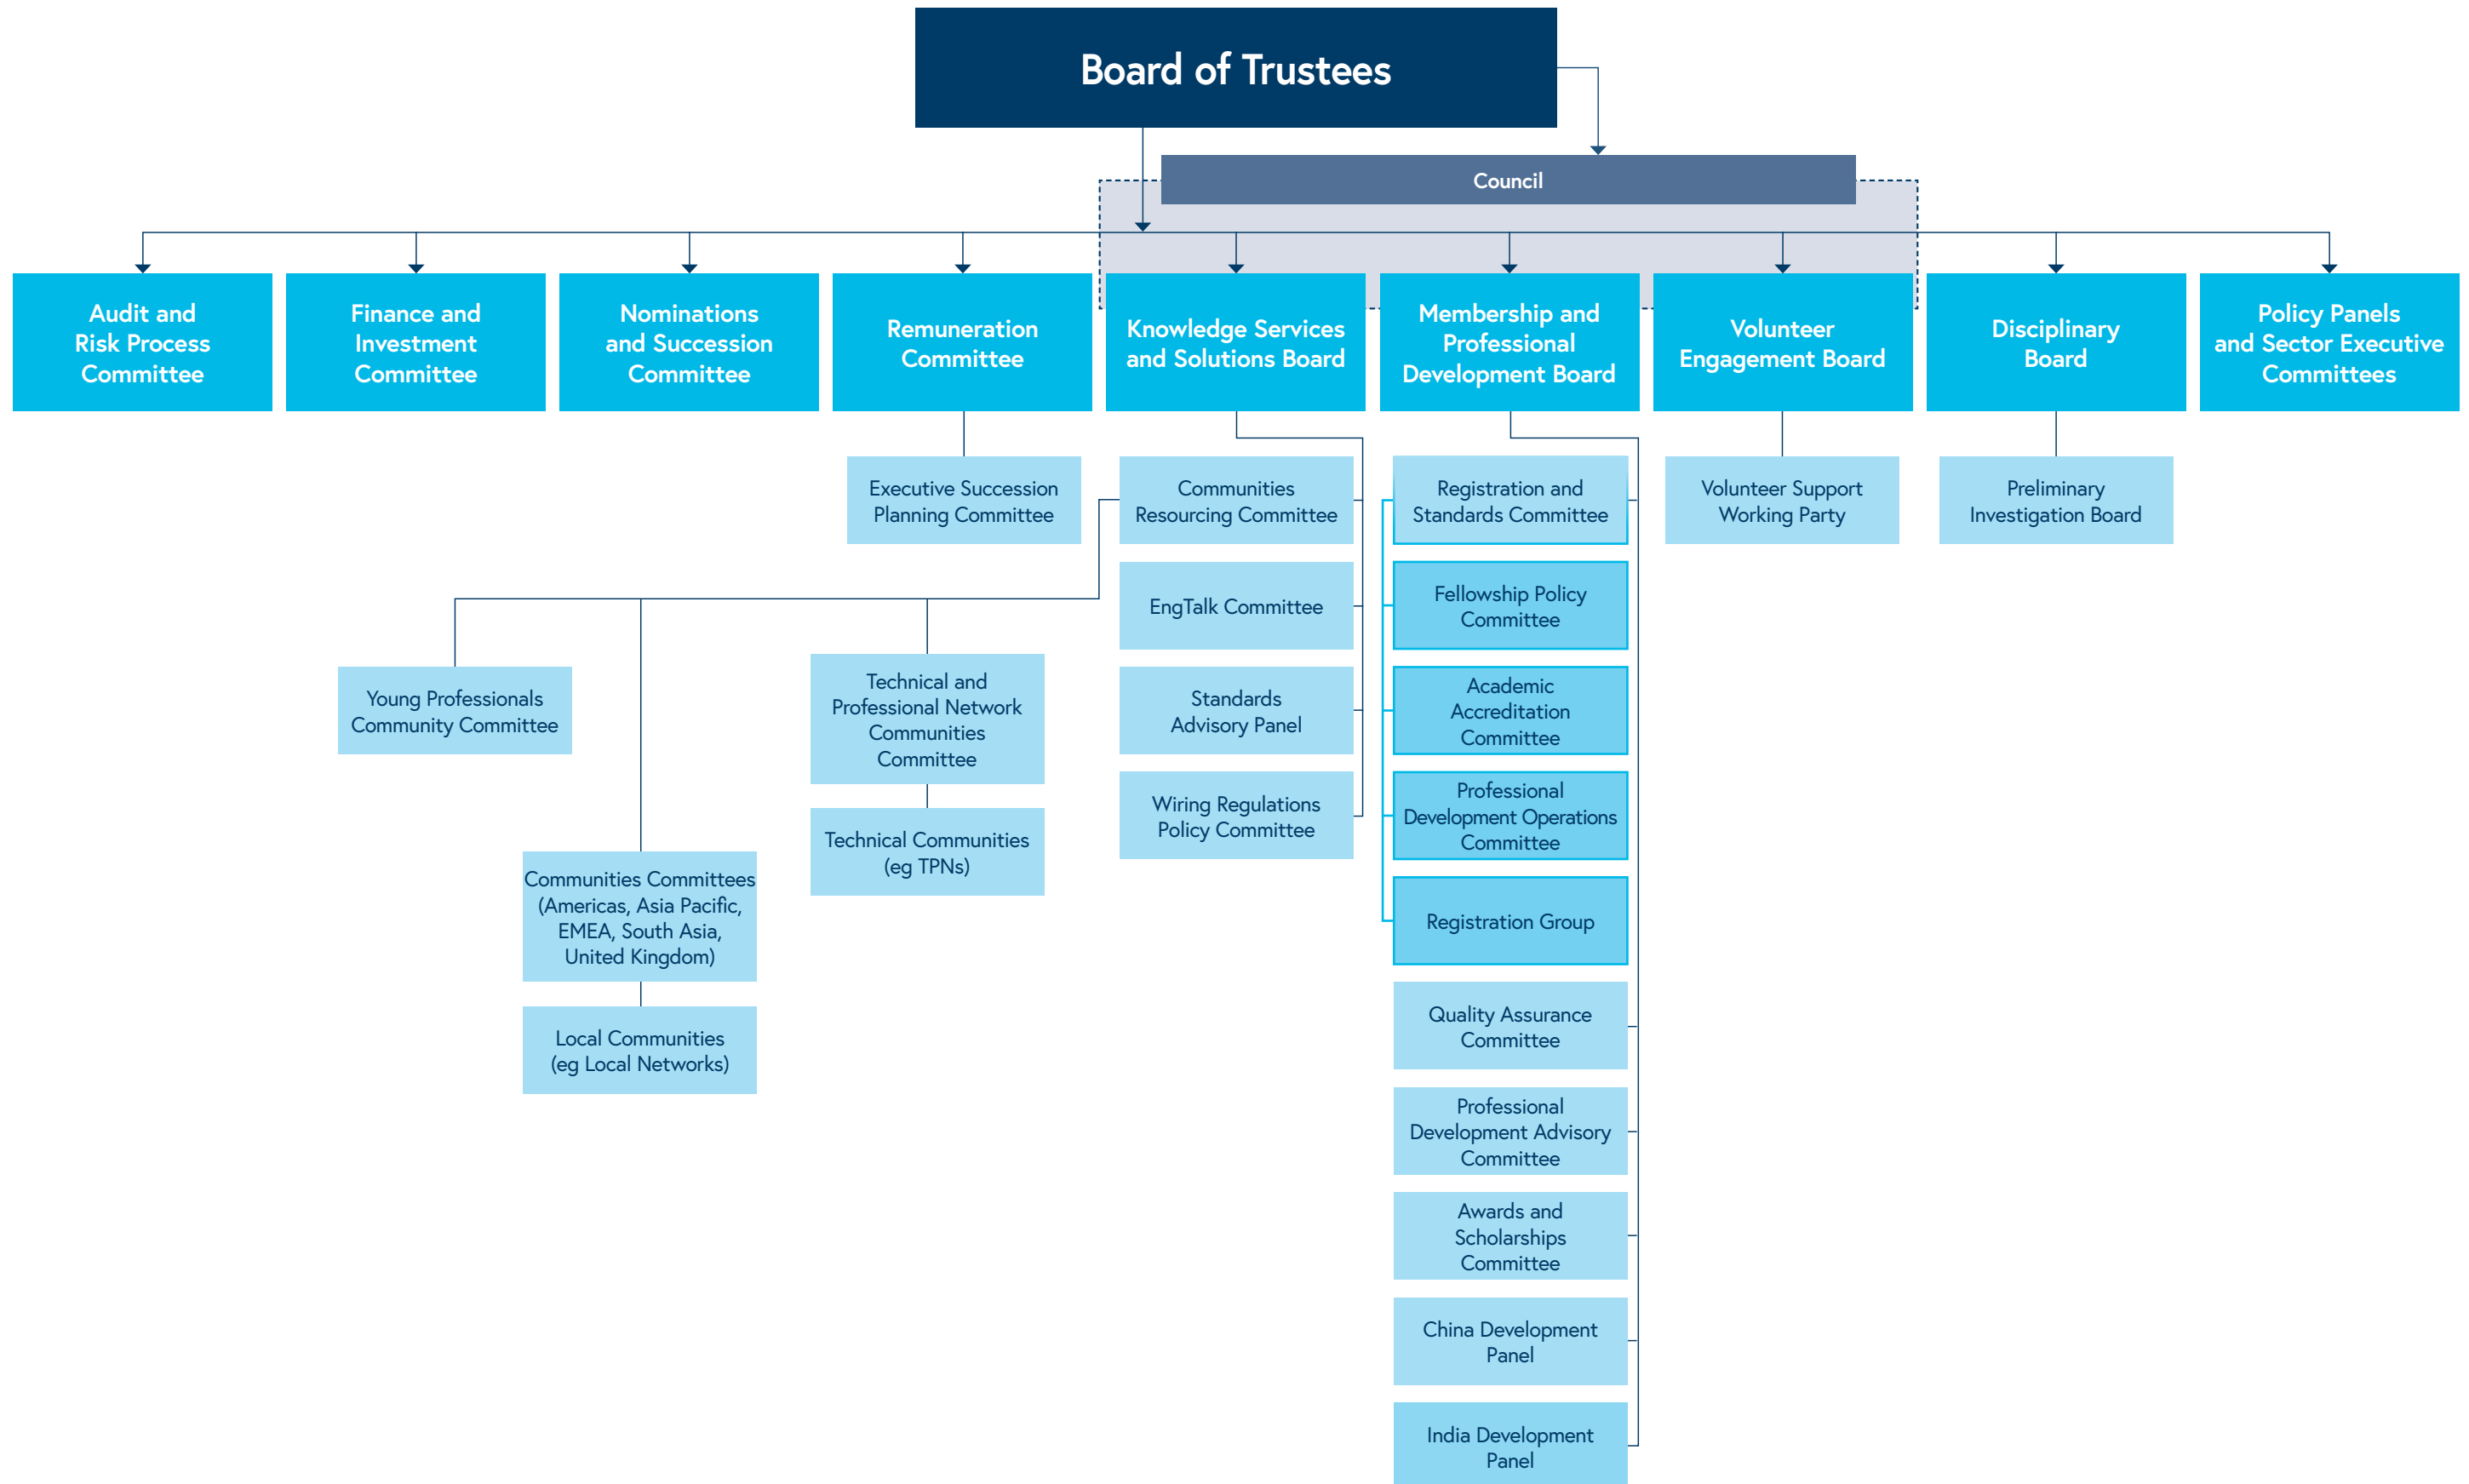 Board of Trustees
Council
Audit and
Risk Process
Committee
Finance and
Investment
Committee
Nominations
and Succession
Committee
Remuneration
Committee
Knowledge Services
and Solutions Board
Membership and
Professional
Development Board
Volunteer
Engagement Board
Disciplinary
Board
Policy Panels
and Sector Executive
Committees
Executive Succession
Planning Committee
Communities
Resourcing Committee
Registration and
Standards Committee
Volunteer Support
Working Party
Preliminary
Investigation Board
EngTalk Committee
Fellowship Policy
Committee
Young Professionals
Community Committee
Technical and
Professional Network
Communities
Committee
Standards
Advisory Panel
Academic
Accreditation
Committee
Technical Communities
(eg TPNs)
Wiring Regulations
Policy Committee
Professional
Development Operations
Committee
Communities Committees
(Americas, Asia Pacific,
EMEA, South Asia,
United Kingdom)
Registration Group
Local Communities
(eg Local Networks)
Quality Assurance
Committee
Professional
Development Advisory
Committee
Awards and
Scholarships
Committee
China Development
Panel
India Development
Panel